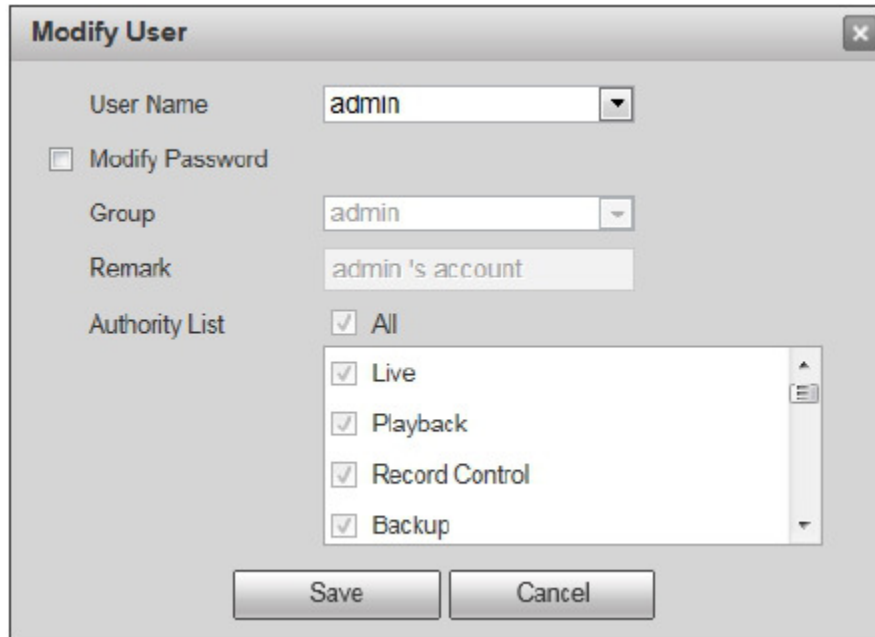 Modify User
User Name admin
Modify Password
Group admin
Remark admin 's account
Authority List All
Live
Playback
Record Control
Backup
Save Cancel